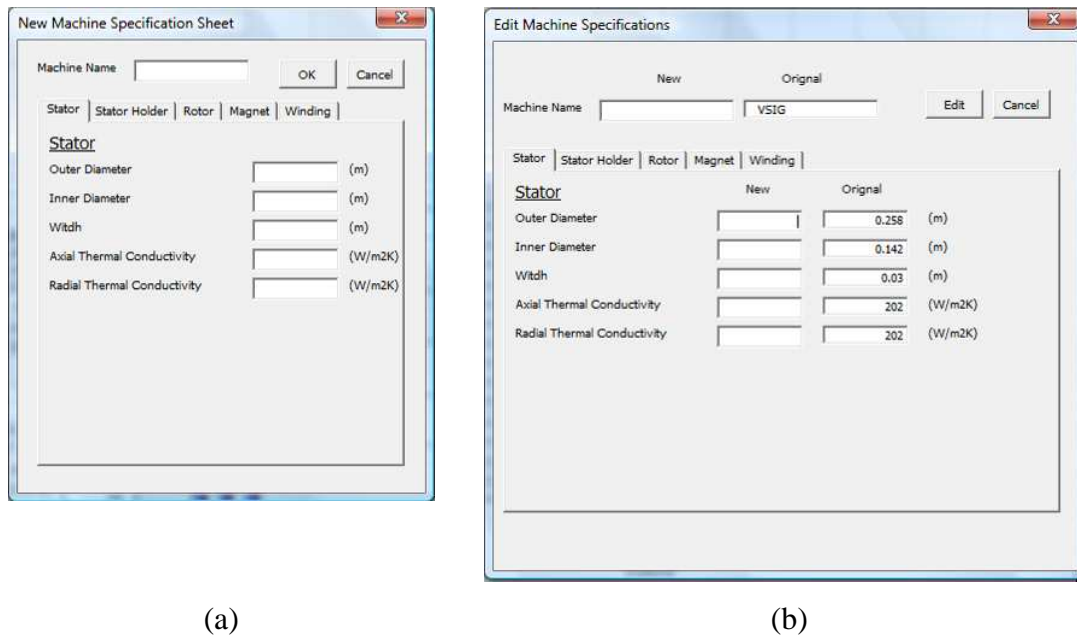 New Machine Specification Sheet
Machine Name
OK
Cancel
Stator
Stator Holder
Rotor
Magnet
Winding
Stator
Outer Diameter (m)
Inner Diameter (m)
Witdh (m)
Axial Thermal Conductivity (W/m2K)
Radial Thermal Conductivity (W/m2K)
(a)
Edit Machine Specifications
New Orignal
Machine Name VSIG
Edit
Cancel
Stator
Stator Holder
Rotor
Magnet
Winding
Stator New Orignal
Outer Diameter 0.258 (m)
Inner Diameter 0.142 (m)
Witdh 0.03 (m)
Axial Thermal Conductivity 202 (W/m2K)
Radial Thermal Conductivity 202 (W/m2K)
(b)